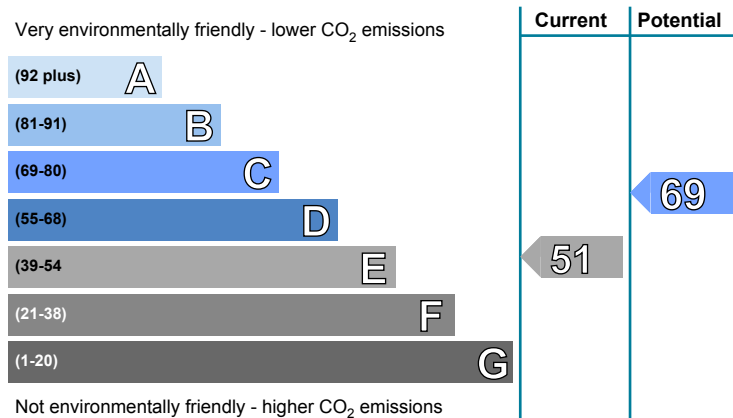 Current Potential
Very environmentally friendly - lower CO₂ emissions
(92 plus) A
(81-91) B
(69-80) C
69
(55-68) D
(39-54 E
51
(21-38) F
(1-20) G
Not environmentally friendly - higher CO₂ emissions